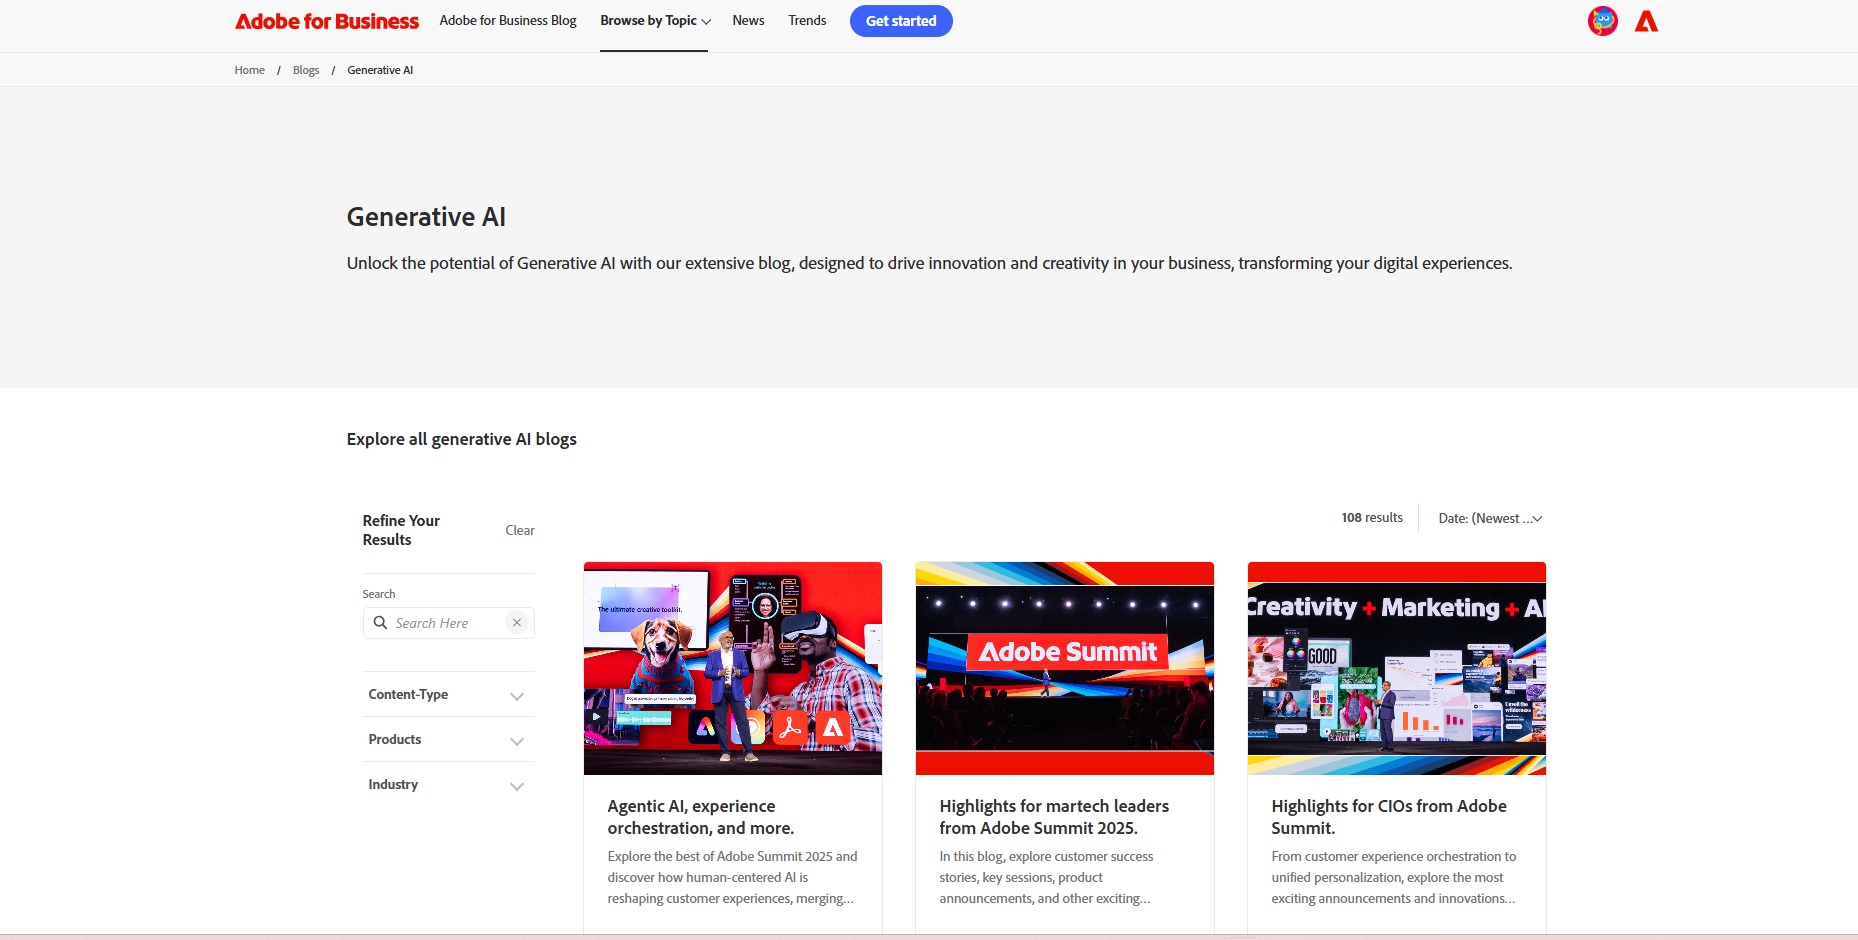 Adobe for Business
Adobe for Business Blog
Browse by Topic
News
Trends
Get started
Home / Blogs / Generative AI
Generative AI
Unlock the potential of Generative AI with our extensive blog, designed to drive innovation and creativity in your business, transforming your digital experiences.
Explore all generative AI blogs
Refine Your
Results
Clear
Search
Search Here
Content-Type
Products
Industry
108 results
Date: (Newest ...
The ultimate creative toolkit.
Agentic AI, experience
orchestration, and more.
Explore the best of Adobe Summit 2025 and
discover how human-centered AI is
reshaping customer experiences, merging...
Adobe Summit
Highlights for martech leaders
from Adobe Summit 2025.
In this blog, explore customer success
stories, key sessions, product
announcements, and other exciting...
Creativity + Marketing + AI
GOOD
Highlights for CIOs from Adobe
Summit.
From customer experience orchestration to
unified personalization, explore the most
exciting announcements and innovations...